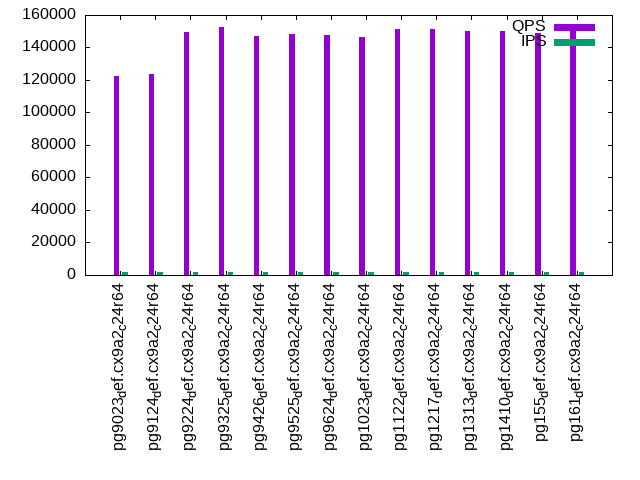 160000
140000
120000
100000
80000
60000
40000
20000
0
QPS
IPS
pg9023def.cx9a2c24r64
pg9124def.cx9a2c24r64
pg9224def.cx9a2c24r64
pg9325def.cx9a2c24r64
pg9426def.cx9a2c24r64
pg9525def.cx9a2c24r64
pg9624def.cx9a2c24r64
pg1023def.cx9a2c24r64
pg1122def.cx9a2c24r64
pg1217def.cx9a2c24r64
pg1313def.cx9a2c24r64
pg1410def.cx9a2c24r64
pg155def.cx9a2c24r64
pg161def.cx9a2c24r64